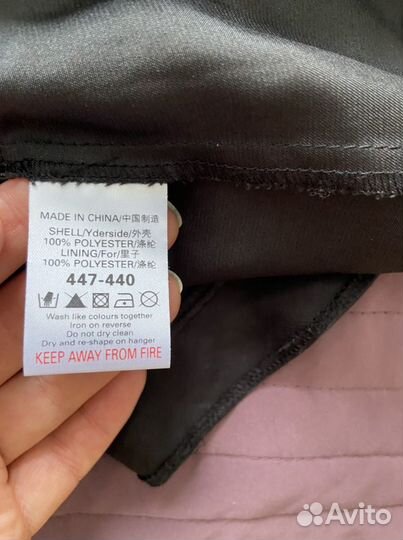 MADE IN CHINA/中国制造
SHELL/Yderside/外壳
100% POLYESTER/涤纶
LINING/For/里子
100% POLYESTER/涤纶
447-440
Wash like colours together
Iron on reverse
Do not dry clean
Dry and re-shape on hanger
KEEP AWAY FROM FIRE
Avito